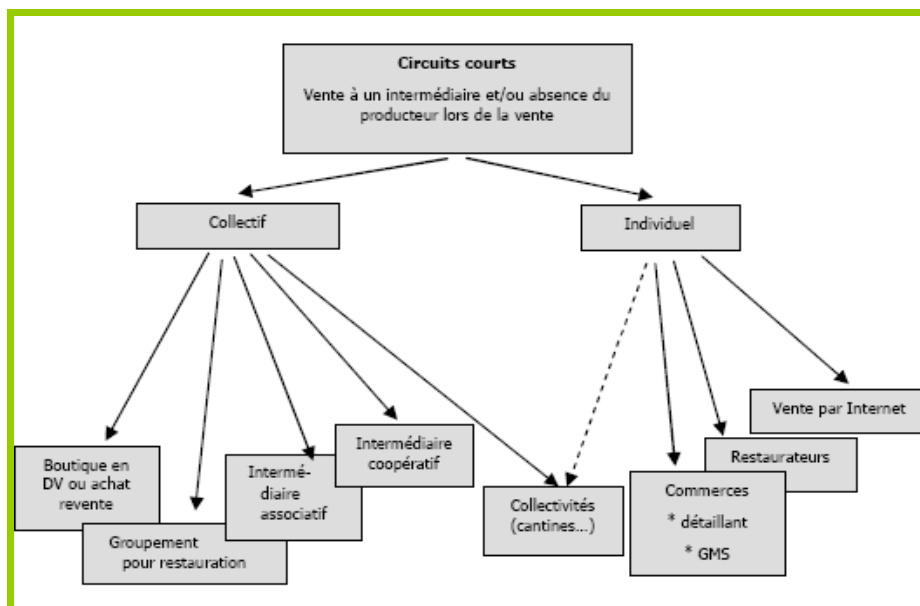 Circuits courts
Vente à un intermédiaire et/ou absence du
producteur lors de la vente
Collectif
Individuel
Boutique en
DV ou achat
revente
Groupement
pour restauration
Intermé-
diaire
associatif
Intermédiaire
coopératif
Collectivités
(cantines...)
Commerces
* détaillant
* GMS
Restaurateurs
Vente par Internet